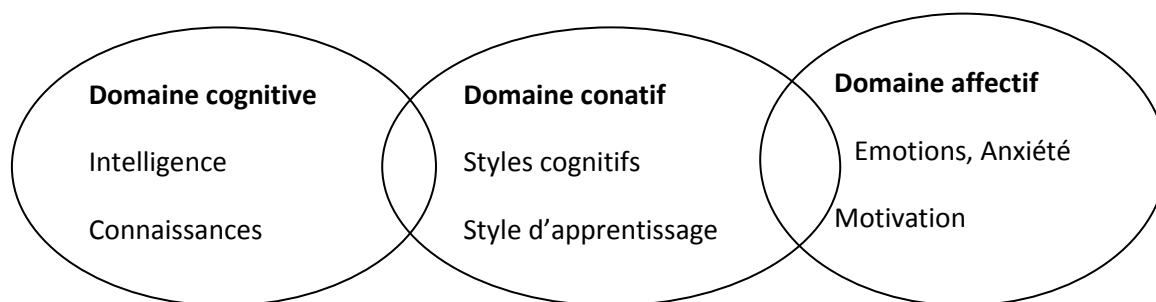 Domaine cognitive
Intelligence
Connaissances
Domaine conatif
Styles cognitifs
Style d’apprentissage
Domaine affectif
Emotions, Anxiété
Motivation